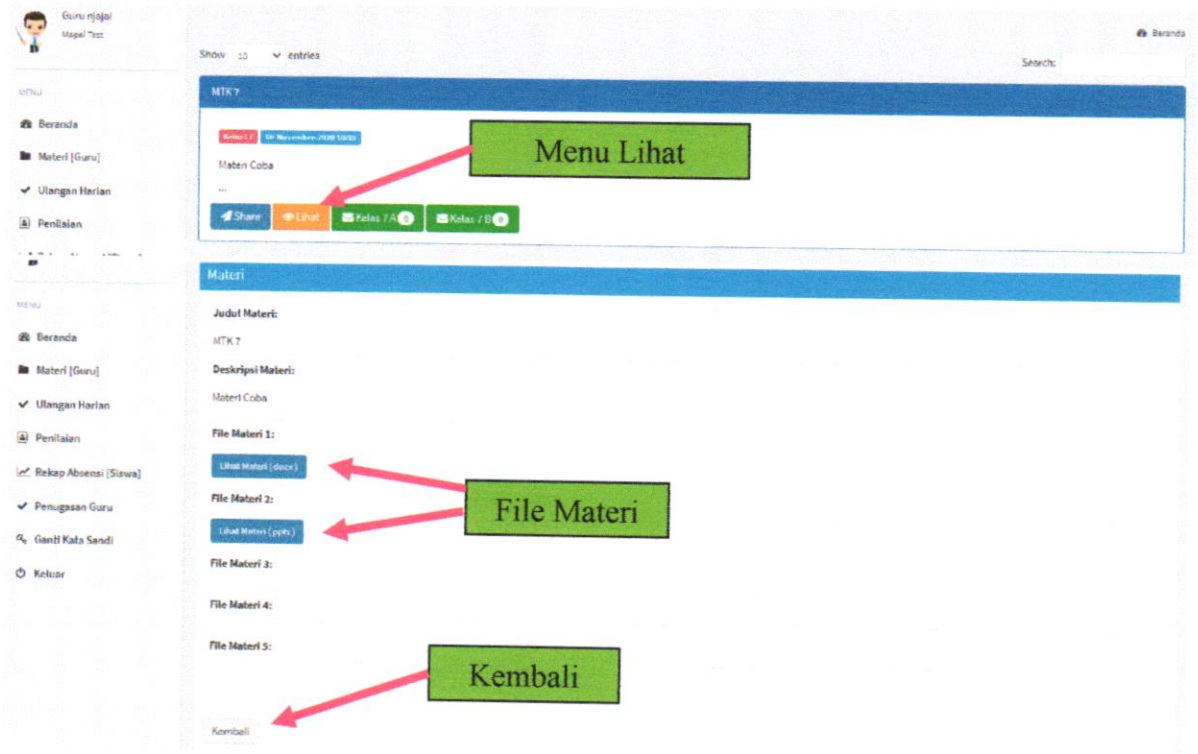 Guru njajal
Mapel Test
Beranda
Show 10 entries
Search:
MENU
MTK 7
Beranda
Materi [Guru]
Materi Coba
...
Menu Lihat
Ulangan Harian
Penilaian
Share
Lihat
Kelas 7 A 0
Kelas 7 B 0
Materi
MENU
Judul Materi:
Beranda
MTK 7
Materi [Guru]
Deskripsi Materi:
Ulangan Harian
Materi Coba
Penilaian
File Materi 1:
Rekap Absensi [Siswa]
Lihat Materi (docx)
File Materi 2:
File Materi
Penugasan Guru
Lihat Materi (pptx)
Ganti Kata Sandi
File Materi 3:
Keluar
File Materi 4:
File Materi 5:
Kembali
Kembali